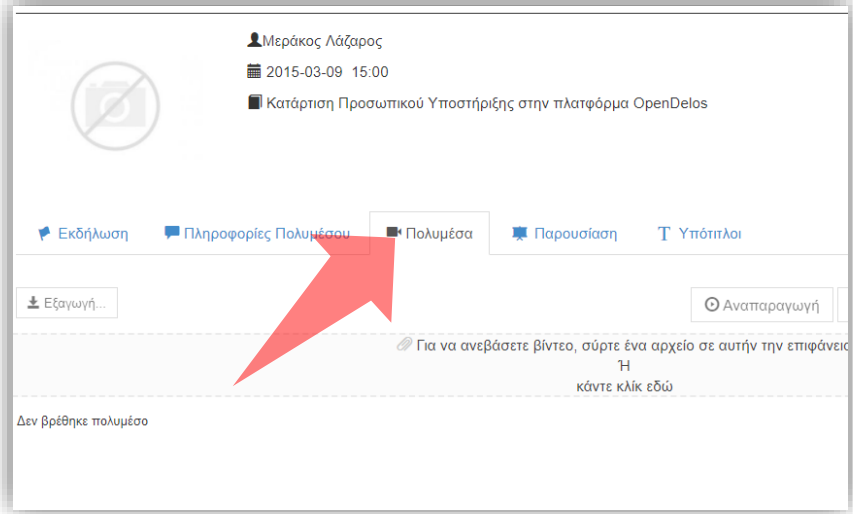 Μεράκος Λάζαρος
2015-03-09 15:00
Κατάρτιση Προσωπικού Υποστήριξης στην πλατφόρμα OpenDelos
Εκδήλωση Πληροφορίες Πολυμέσου Πολυμέσα Παρουσίαση T Υπότιτλοι
Εξαγωγή... Αναπαραγωγή
Για να ανεβάσετε βίντεο, σύρτε ένα αρχείο σε αυτήν την επιφάνεια
Ή
κάντε κλίκ εδώ
Δεν βρέθηκε πολυμέσο